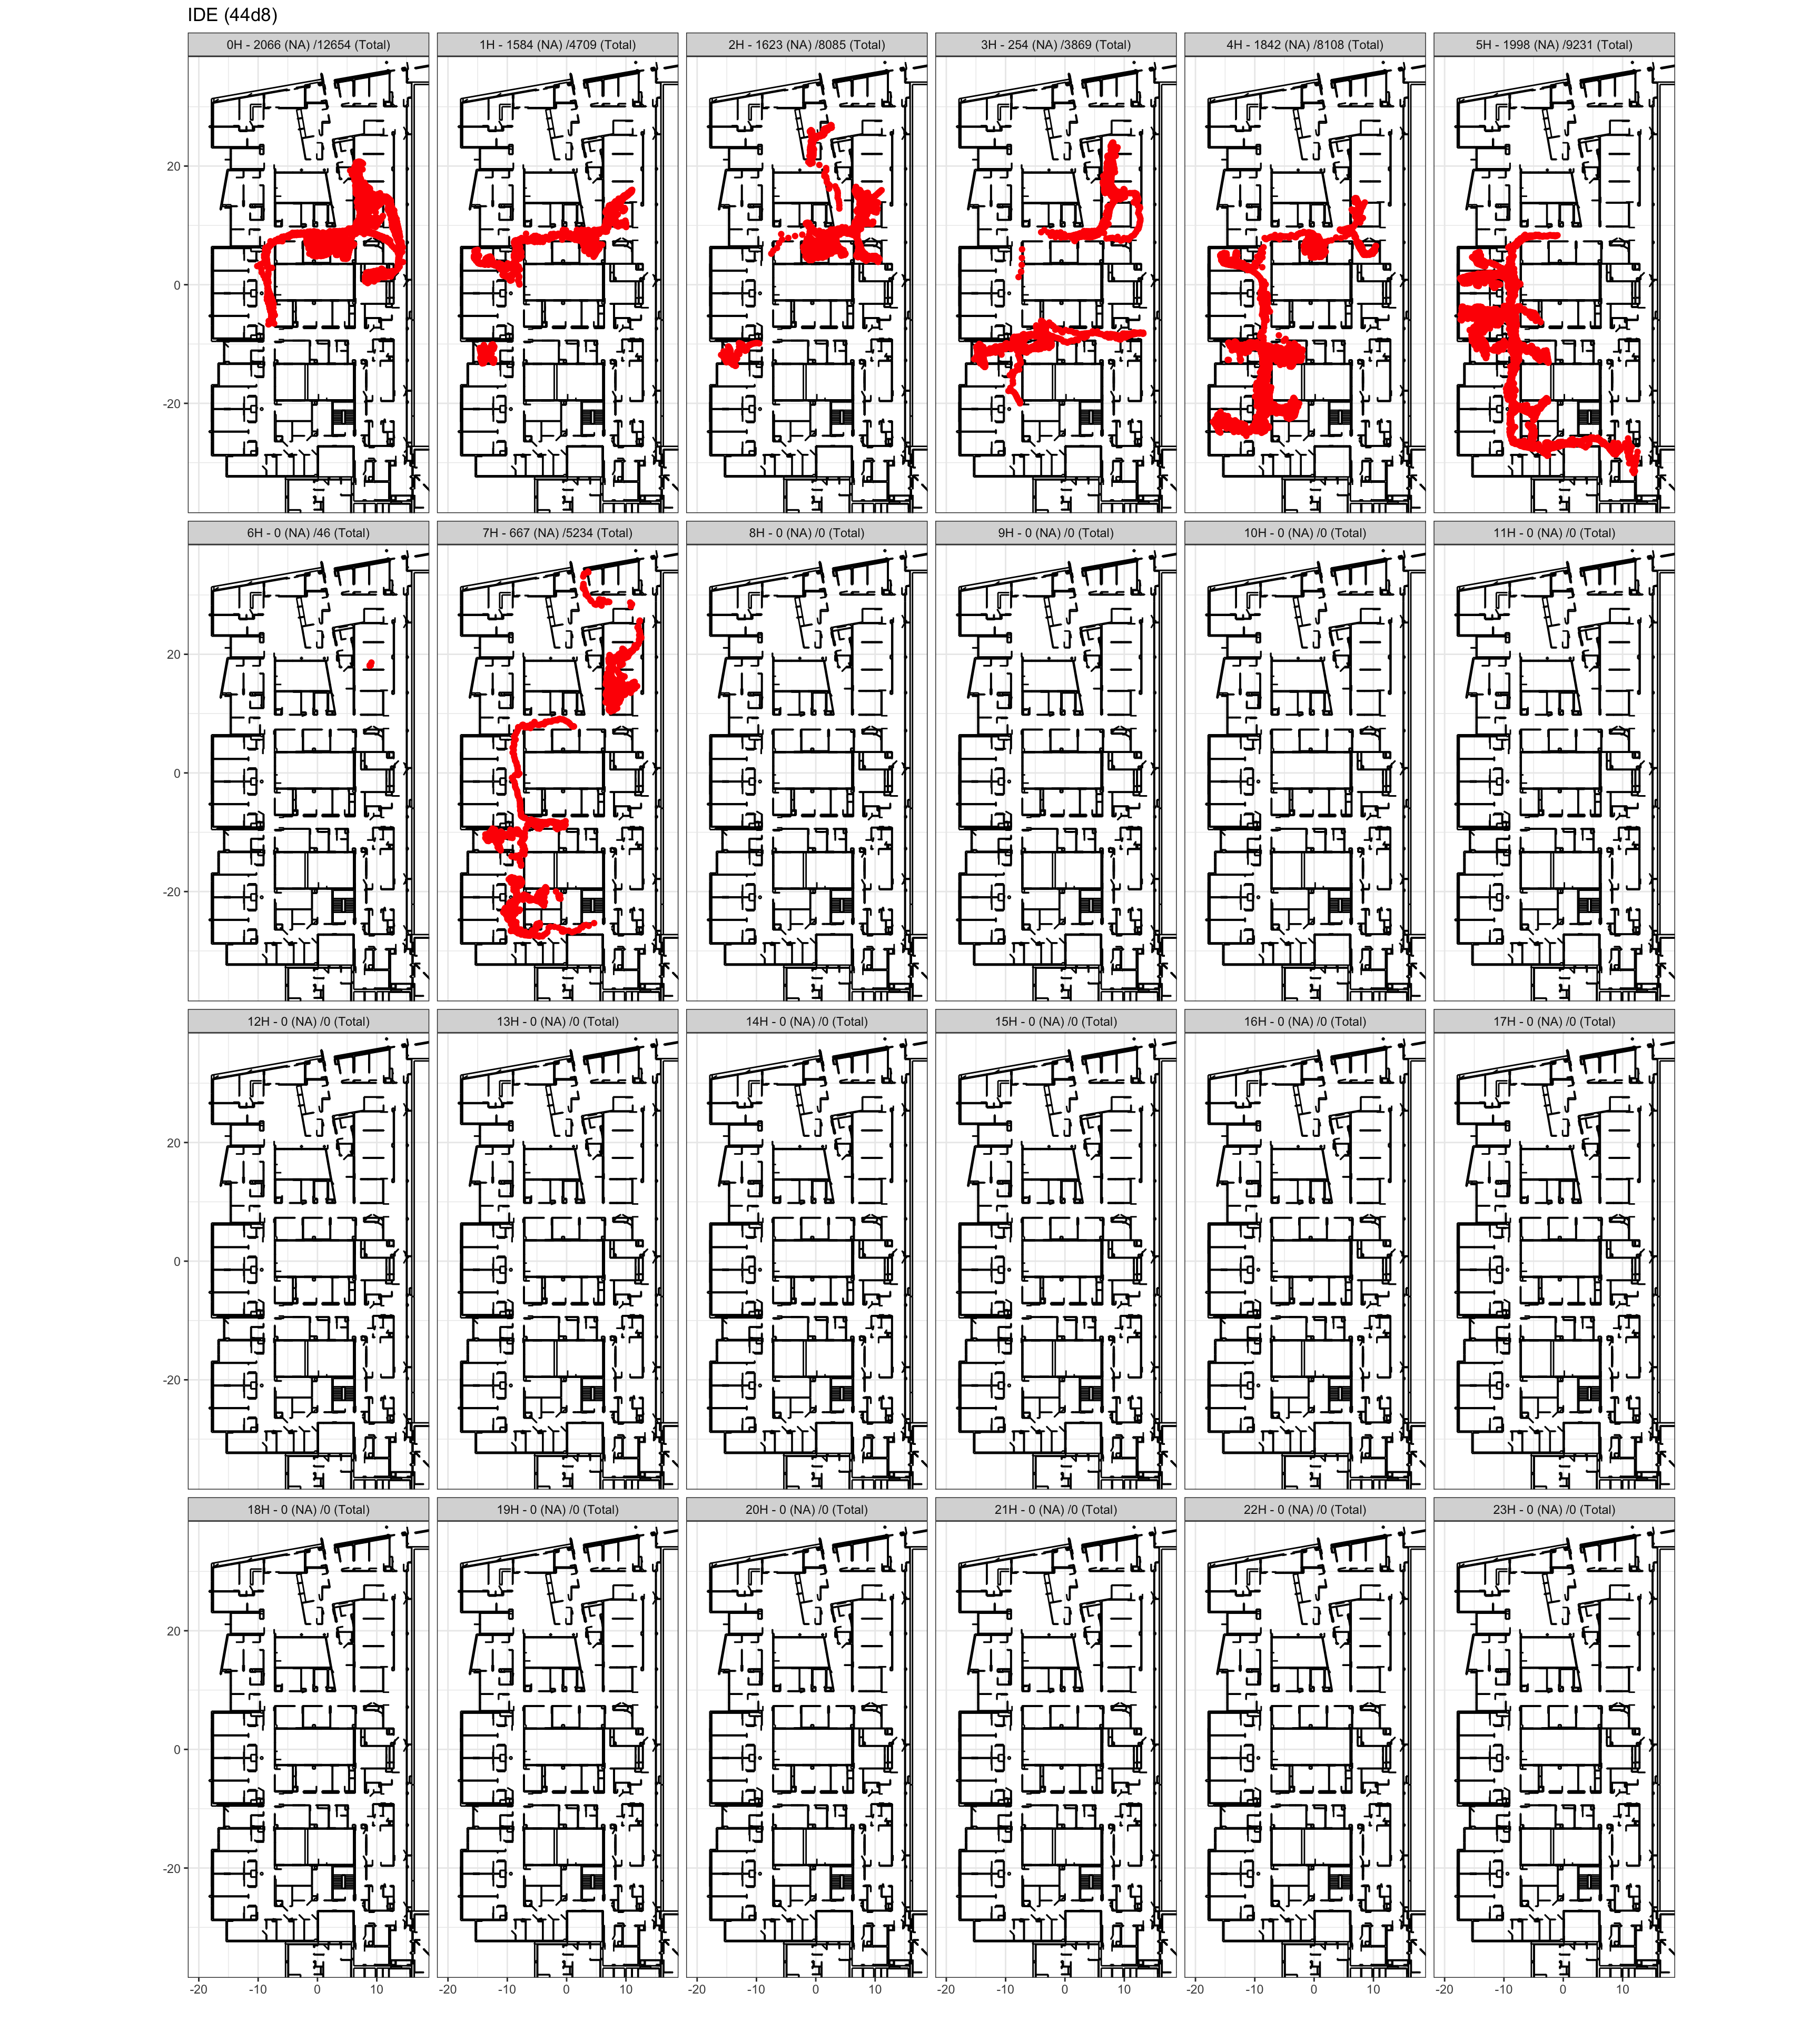 IDE (44d8)
0H - 2066 (NA) /12654 (Total)
1H - 1584 (NA) /4709 (Total)
2H - 1623 (NA) /8085 (Total)
3H - 254 (NA) /3869 (Total)
4H - 1842 (NA) /8108 (Total)
5H - 1998 (NA) /9231 (Total)
20
0
-20
6H - 0 (NA) /46 (Total)
7H - 667 (NA) /5234 (Total)
8H - 0 (NA) /0 (Total)
9H - 0 (NA) /0 (Total)
10H - 0 (NA) /0 (Total)
11H - 0 (NA) /0 (Total)
20
0
-20
12H - 0 (NA) /0 (Total)
13H - 0 (NA) /0 (Total)
14H - 0 (NA) /0 (Total)
15H - 0 (NA) /0 (Total)
16H - 0 (NA) /0 (Total)
17H - 0 (NA) /0 (Total)
20
0
-20
18H - 0 (NA) /0 (Total)
19H - 0 (NA) /0 (Total)
20H - 0 (NA) /0 (Total)
21H - 0 (NA) /0 (Total)
22H - 0 (NA) /0 (Total)
23H - 0 (NA) /0 (Total)
20
0
-20
-20 -10 0 10
-20 -10 0 10
-20 -10 0 10
-20 -10 0 10
-20 -10 0 10
-20 -10 0 10